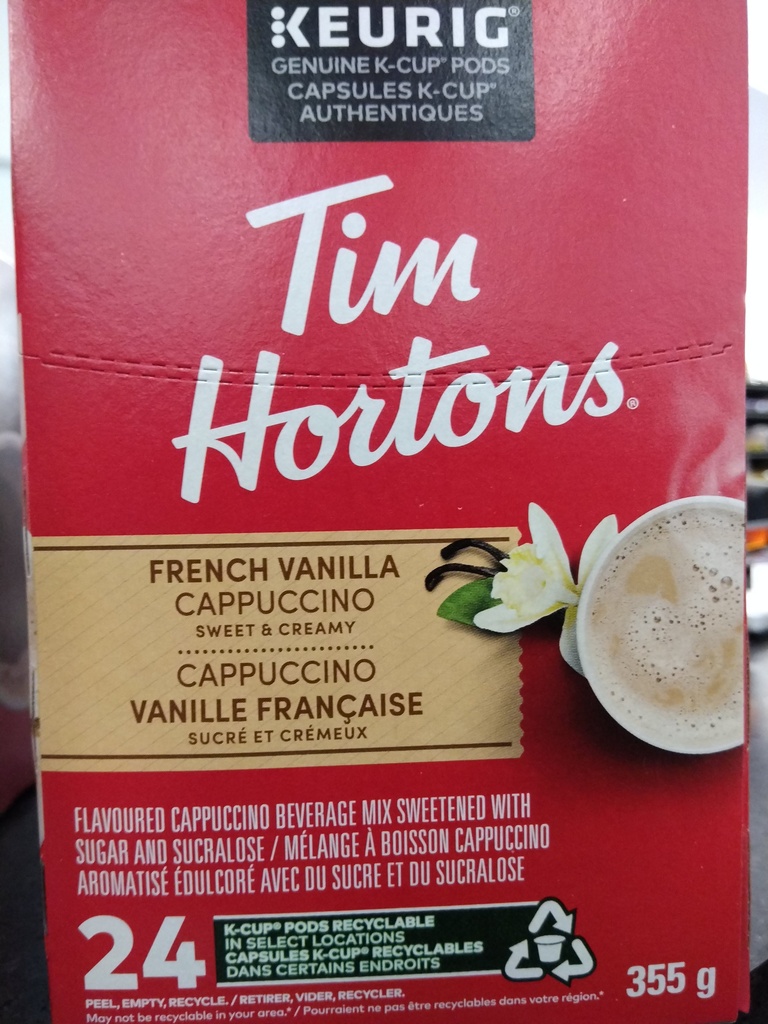 KEURIG®
GENUINE K-CUP® PODS
CAPSULES K-CUP®
AUTHENTIQUES
Tim
Hortons®
FRENCH VANILLA
CAPPUCCINO
SWEET & CREAMY
CAPPUCCINO
VANILLE FRANÇAISE
SUCRÉ ET CRÉMEUX
FLAVOURED CAPPUCCINO BEVERAGE MIX SWEETENED WITH
SUGAR AND SUCRALOSE / MÉLANGE À BOISSON CAPPUCCINO
AROMATISÉ ÉDULCORÉ AVEC DU SUCRE ET DU SUCRALOSE
24
K-CUP® PODS RECYCLABLE
IN SELECT LOCATIONS
CAPSULES K-CUP® RECYCLABLES
DANS CERTAINS ENDROITS
355 g
PEEL, EMPTY, RECYCLE. / RETIRER, VIDER, RECYCLER.
May not be recyclable in your area.* / Pourraient ne pas être recyclables dans votre région.*